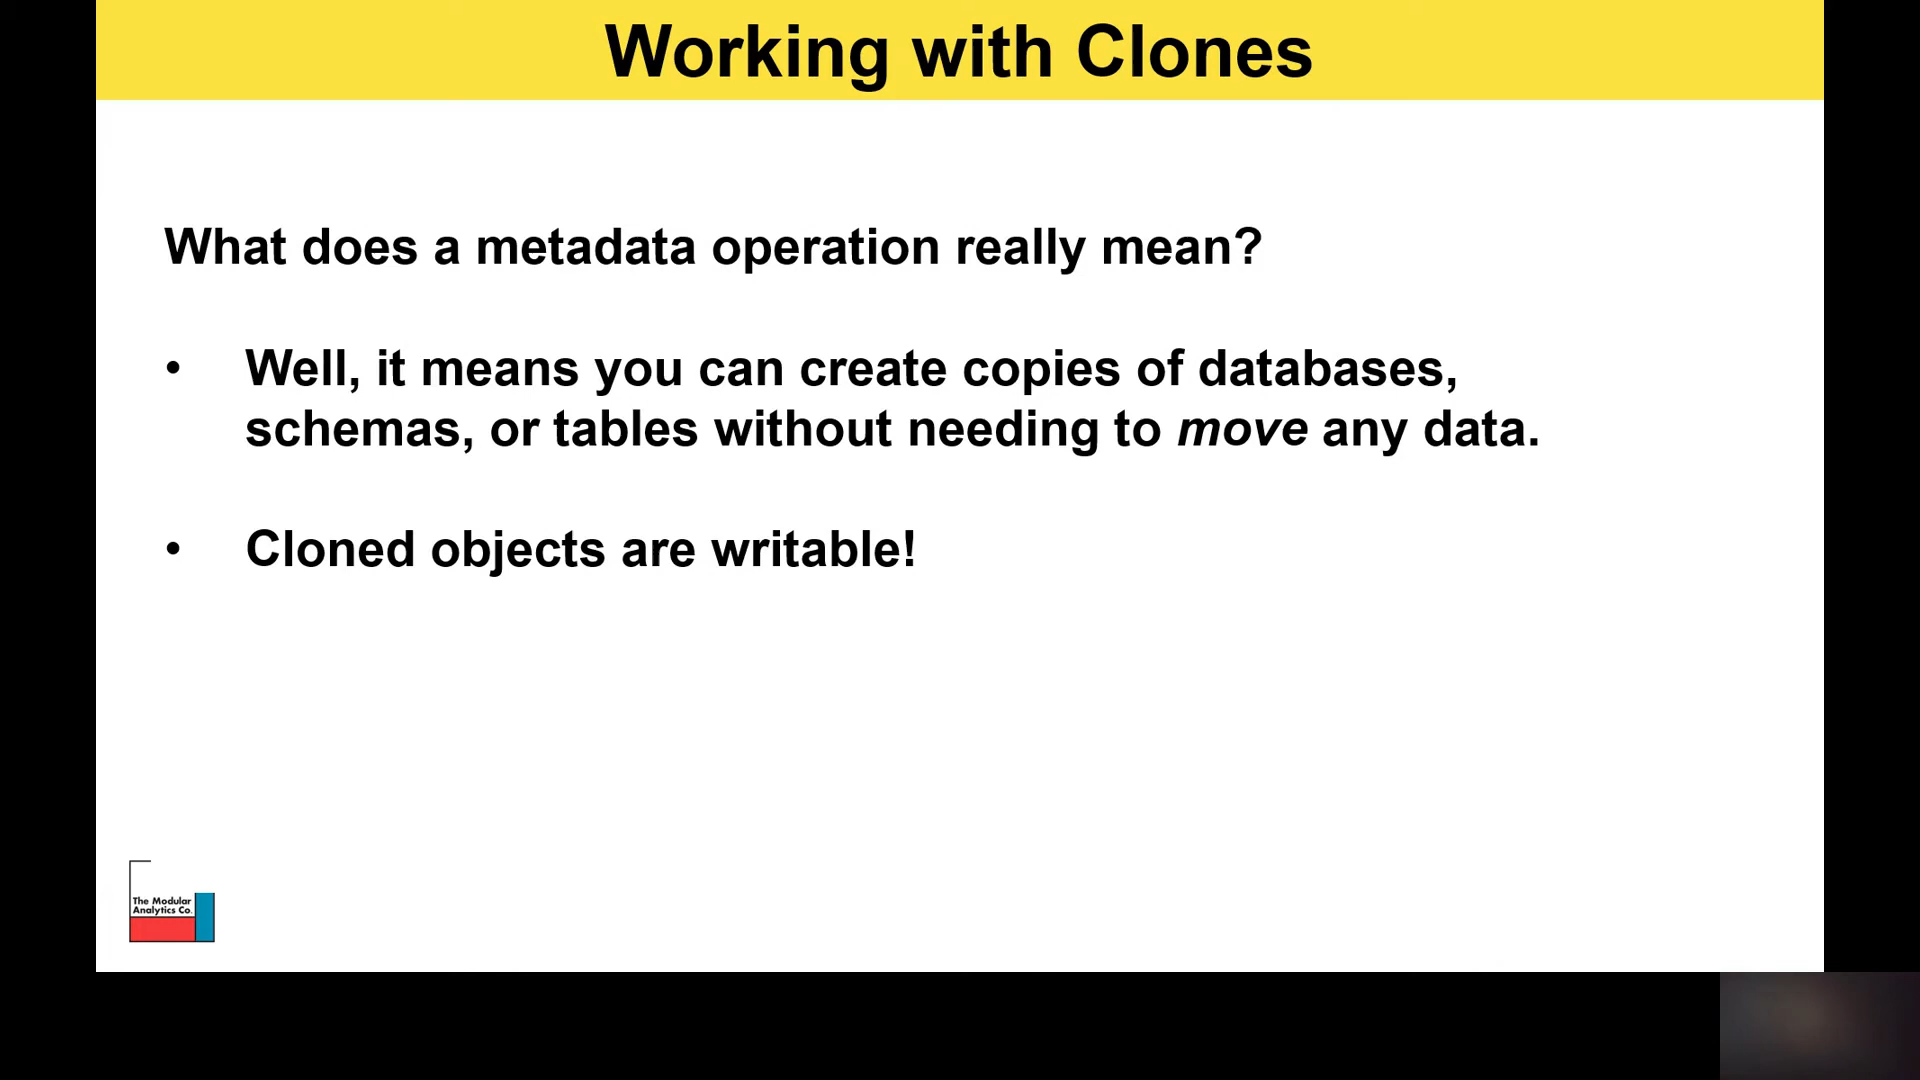 Working with Clones
What does a metadata operation really mean?
• Well, it means you can create copies of databases,
schemas, or tables without needing to move any data.
• Cloned objects are writable!
The Modular
Analytics Co.